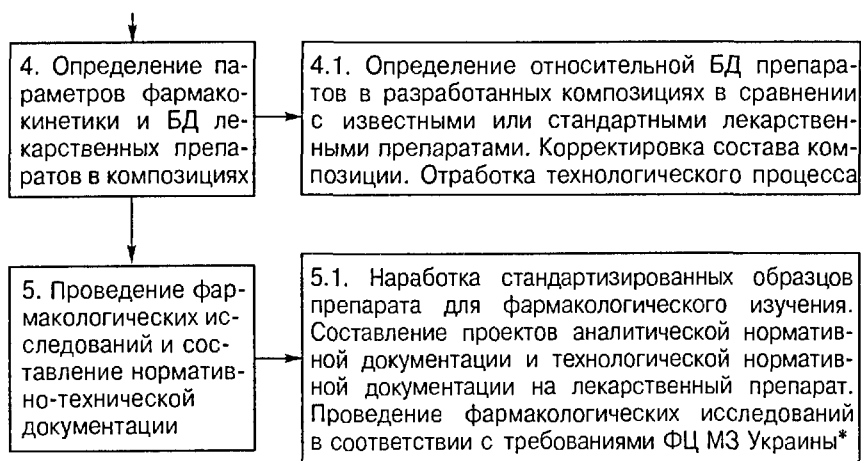 4. Определение па-
раметров фармако-
кинетики и БД ле-
карственных препа-
ратов в композициях
4.1. Определение относительной БД препара-
тов в разработанных композициях в сравнении
с известными или стандартными лекарствен-
ными препаратами. Корректировка состава ком-
позиции. Отработка технологического процесса
5. Проведение фар-
макологических ис-
следований и сос-
тавление норматив-
но-технической
документации
5.1. Наработка стандартизированных образцов
препарата для фармакологического изучения.
Составление проектов аналитической норматив-
ной документации и технологической норматив-
ной документации на лекарственный препарат.
Проведение фармакологических исследований
в соответствии с требованиями ФЦ МЗ Украины*